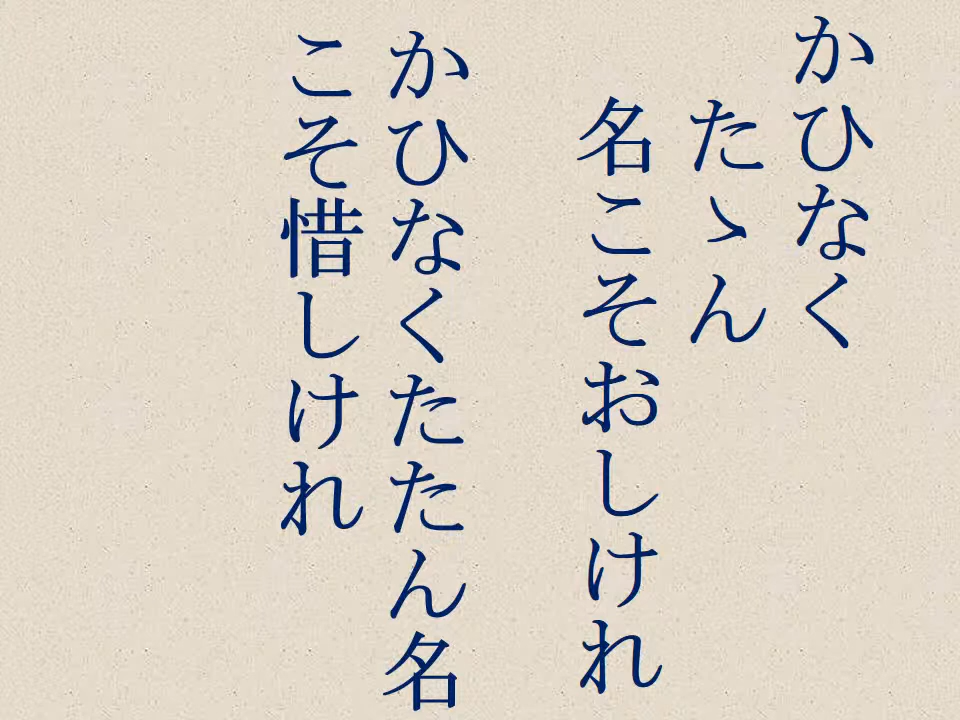 かひなく
たゝん
名こそおしけれ
かひなくたたん名
こそ惜しけれ